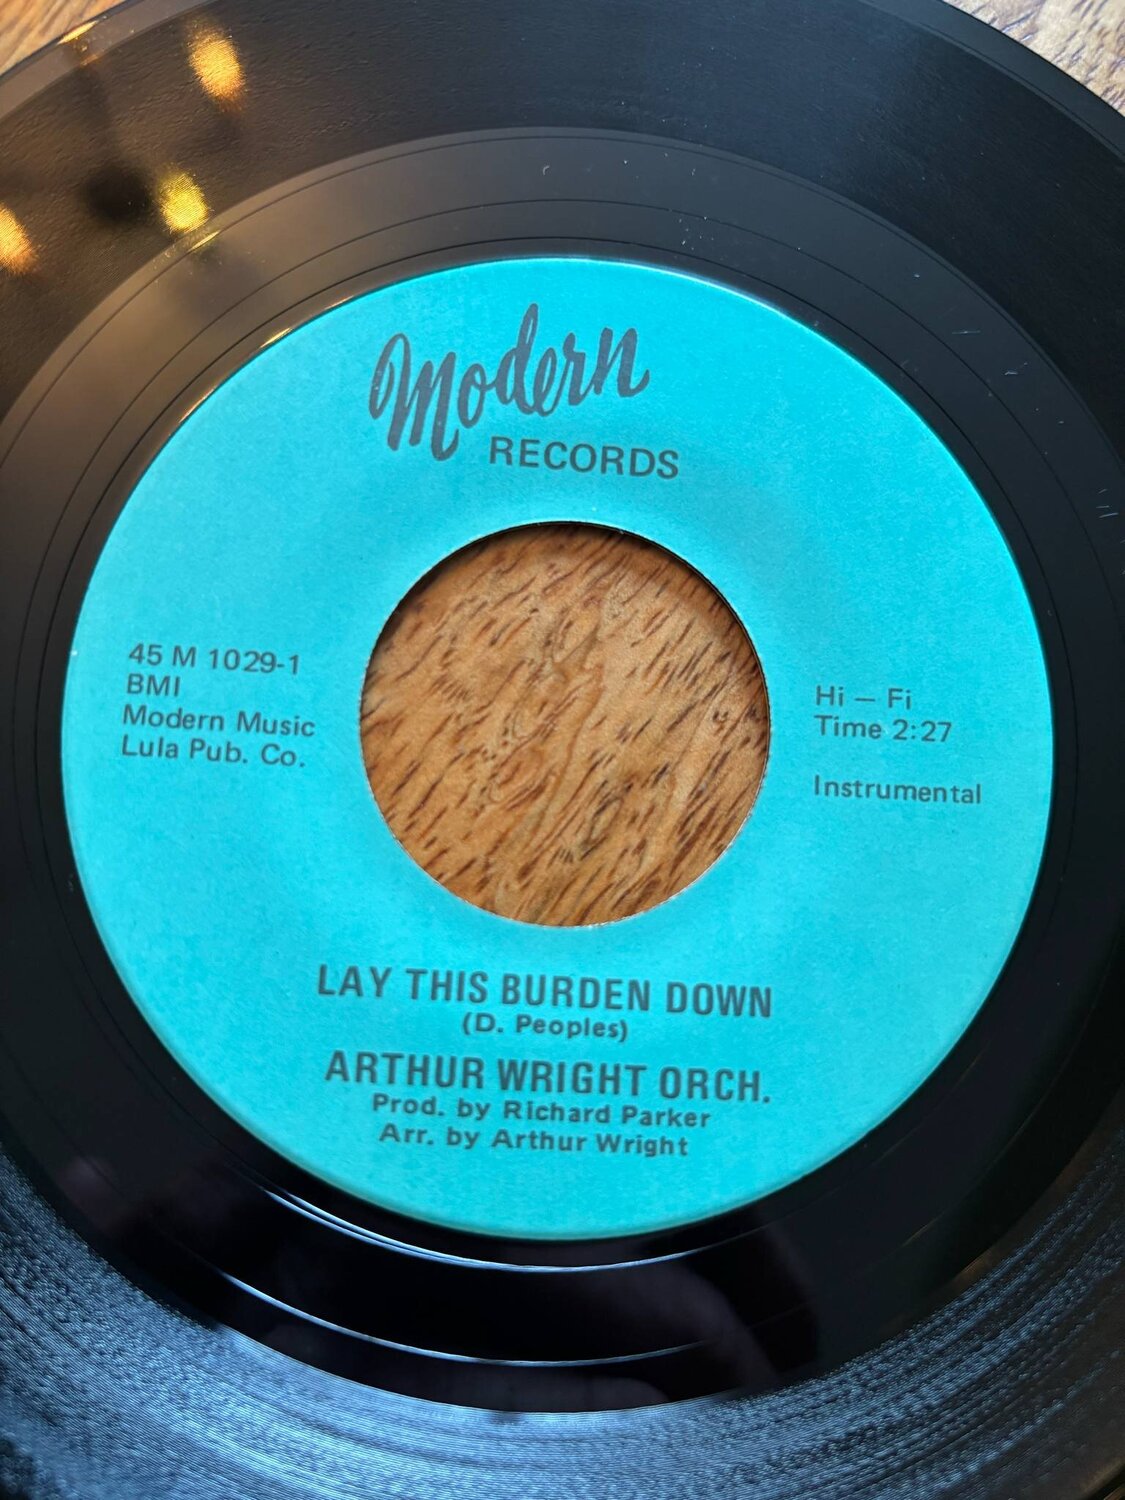 Modern
RECORDS
45 M 1029-1
BMI
Modern Music
Lula Pub. Co.
Hi – Fi
Time 2:27
Instrumental
LAY THIS BURDEN DOWN
(D. Peoples)
ARTHUR WRIGHT ORCH.
Prod. by Richard Parker
Arr. by Arthur Wright